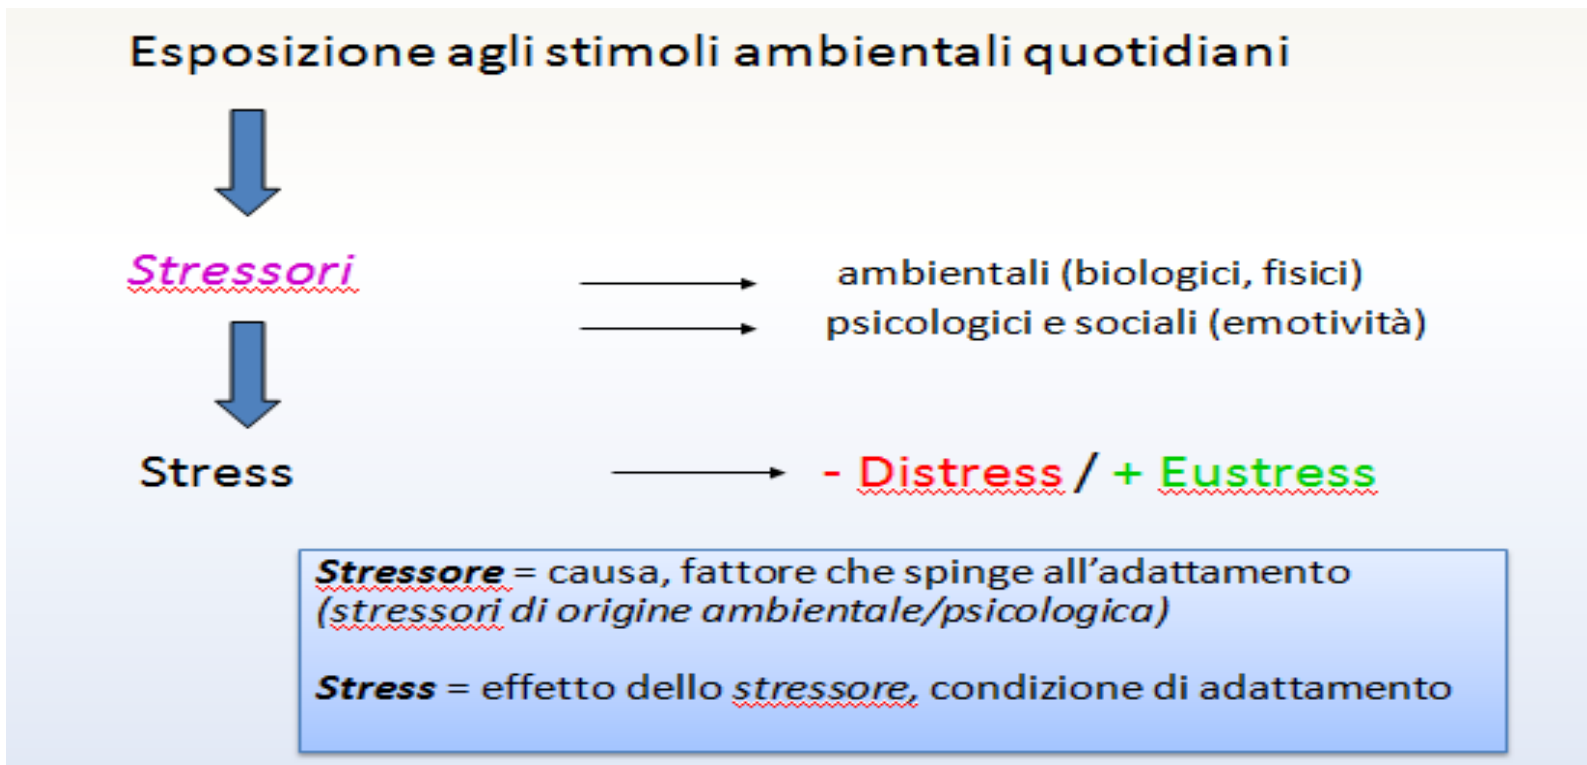 Esposizione agli stimoli ambientali quotidiani
Stressori
ambientali (biologici, fisici)
psicologici e sociali (emotività)
Stress
- Distress / + Eustress
Stressore = causa, fattore che spinge all’adattamento
(stressori di origine ambientale/psicologica)
Stress = effetto dello stressore, condizione di adattamento